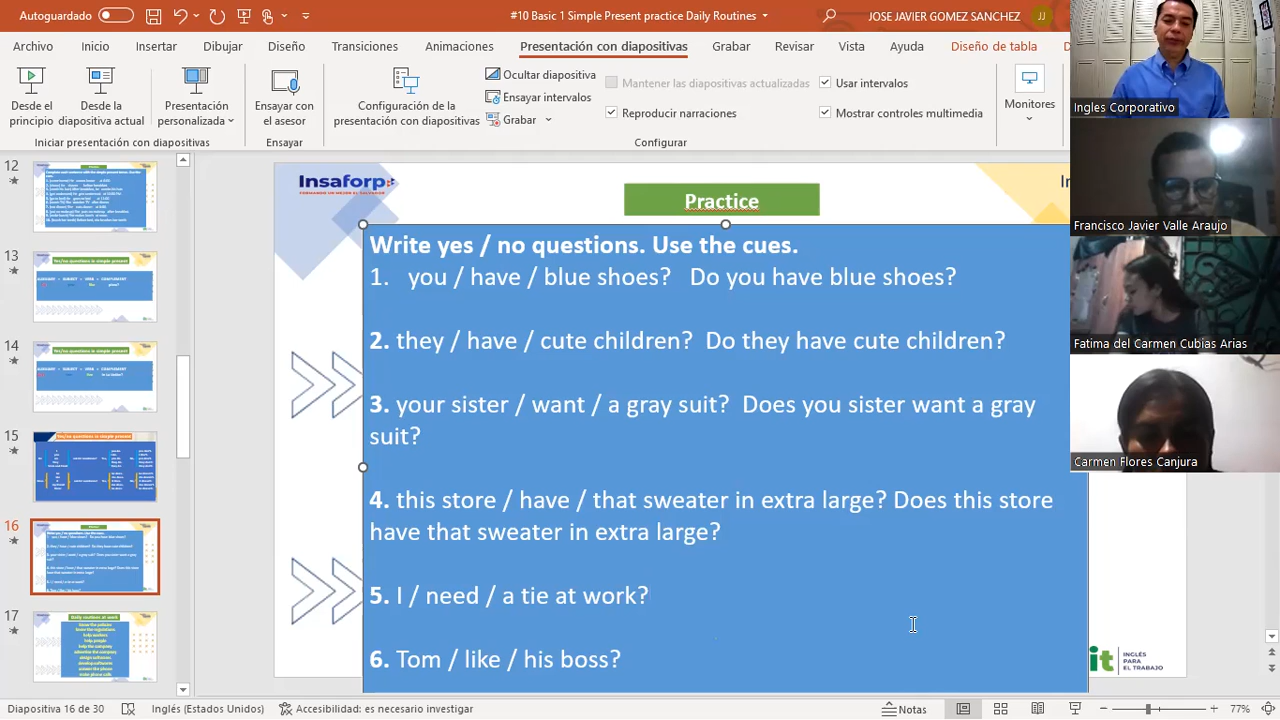 Autoguardado
#10 Basic 1 Simple Present practice Daily Routines
JOSE JAVIER GOMEZ SANCHEZ
JJ
Archivo Inicio Insertar Dibujar Diseño Transiciones Animaciones Presentación con diapositivas Grabar Revisar Vista Ayuda Diseño de tabla
Desde el principio
Desde la diapositiva actual
Presentación personalizada
Ensayar con el asesor
Configuración de la presentación con diapositivas
Ocultar diapositiva
Ensayar intervalos
Grabar
Mantener las diapositivas actualizadas
Reproducir narraciones
Usar intervalos
Mostrar controles multimedia
Monitores
Iniciar presentación con diapositivas
Ensayar
Configurar
Ingles Corporativo
Francisco Javier Valle Araujo
Fatima del Carmen Cubias Arias
Carmen Flores Canjura
12
13
14
15
16
17
Insaforp
Practice
Write yes / no questions. Use the cues.
1. you / have / blue shoes? Do you have blue shoes?
2. they / have / cute children? Do they have cute children?
3. your sister / want / a gray suit? Does you sister want a gray
suit?
4. this store / have / that sweater in extra large? Does this store
have that sweater in extra large?
5. I / need / a tie at work?
6. Tom / like / his boss?
INGLÉS
PARA
EL TRABAJO
Diapositiva 16 de 30
Inglés (Estados Unidos)
Accesibilidad: es necesario investigar
Notas
77%